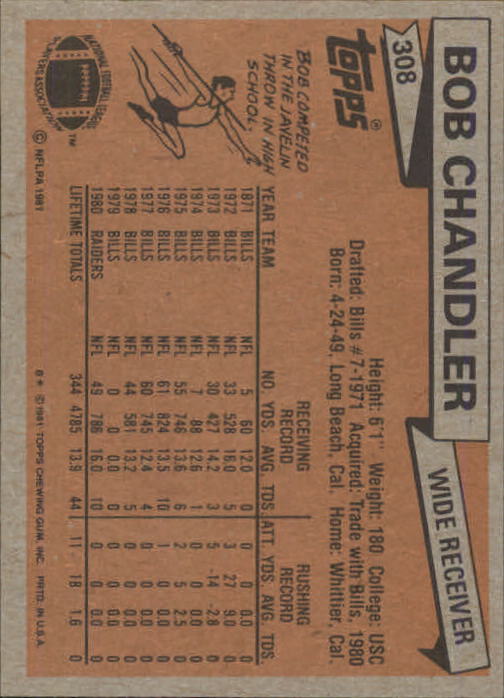 BOB CHANDLER
WIDE RECEIVER
308
topps®
Height: 6'1" Weight: 180 College: USC
Drafted: Bills #7-1971 Acquired: Trade with Bills, 1980
Born: 4-24-49, Long Beach, Cal. Home: Whittier, Cal.
BOB COMPETED
IN THE JAVELIN
THROW IN HIGH
SCHOOL.
RECEIVING RECORD RUSHING RECORD
YEAR TEAM NO. YDS. AVG. TDS. ATT. YDS. AVG. TDS.
1871 BILLS NFL 5 60 12.0 0 0 0 0.0 0
1972 BILLS NFL 33 528 16.0 5 3 27 9.0 0
1973 BILLS NFL 30 427 14.2 3 5 -14 -2.8 0
1974 BILLS NFL 7 88 12.6 1 0 0 0.0 0
1975 BILLS NFL 55 746 13.6 6 2 5 2.5 0
1976 BILLS NFL 61 824 13.5 10 1 0 0.0 0
1977 BILLS NFL 60 745 12.4 4 0 0 0.0 0
1978 BILLS NFL 44 581 13.2 5 0 0 0.0 0
1979 BILLS NFL 0 0 0.0 0 0 0 0.0 0
1980 RAIDERS NFL 49 786 16.0 10 0 0 0.0 0
LIFETIME TOTALS 344 4785 13.9 44 11 18 1.6 0
NATIONAL FOOTBALL LEAGUE
PLAYERS ASSOCIATION
TM
© NFLPA 1981
B* © 1981 TOPPS CHEWING GUM, INC. PRTD. IN U.S.A.